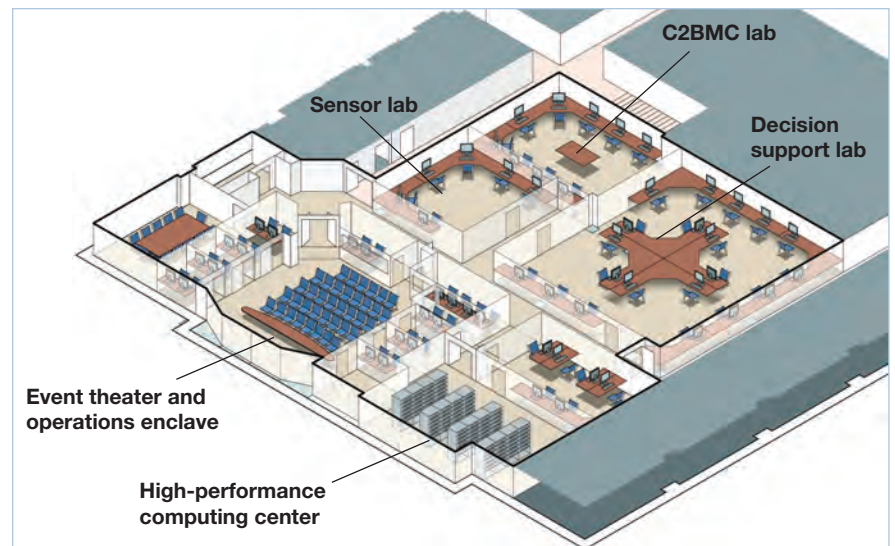 C2BMC lab
Sensor lab
Decision
support lab
Event theater and
operations enclave
High-performance
computing center